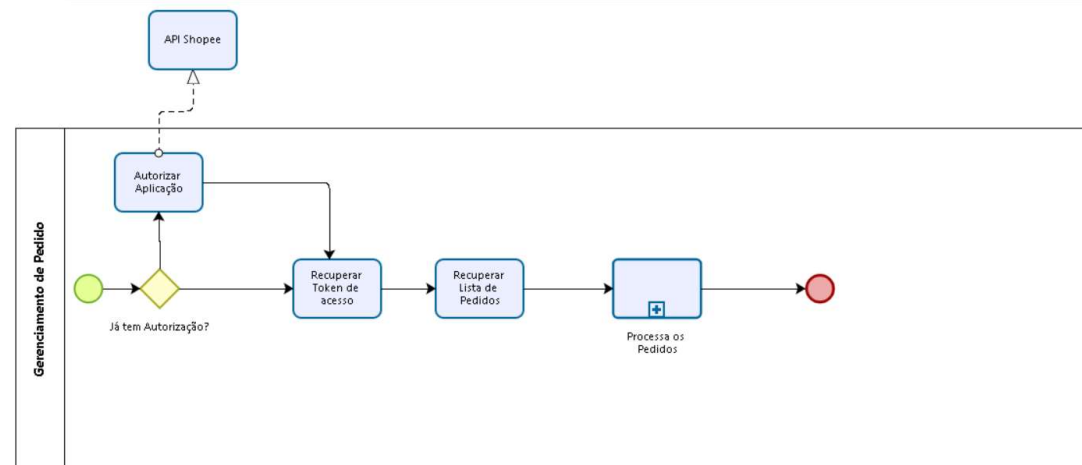 API Shopee
Autorizar
Aplicação
Gerenciamento de Pedido
Já tem Autorização?
Recuperar
Token de
acesso
Recuperar
Lista de
Pedidos
Processa os
Pedidos